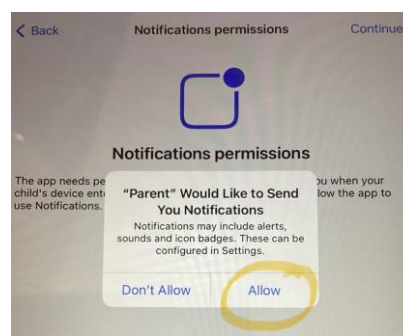 Back Notifications permissions Continue
Notifications permissions
The app needs pe ou when your
child's device ent low the app to
use Notifications.
"Parent" Would Like to Send
You Notifications
Notifications may include alerts,
sounds and icon badges. These can be
configured in Settings.
Don't Allow Allow